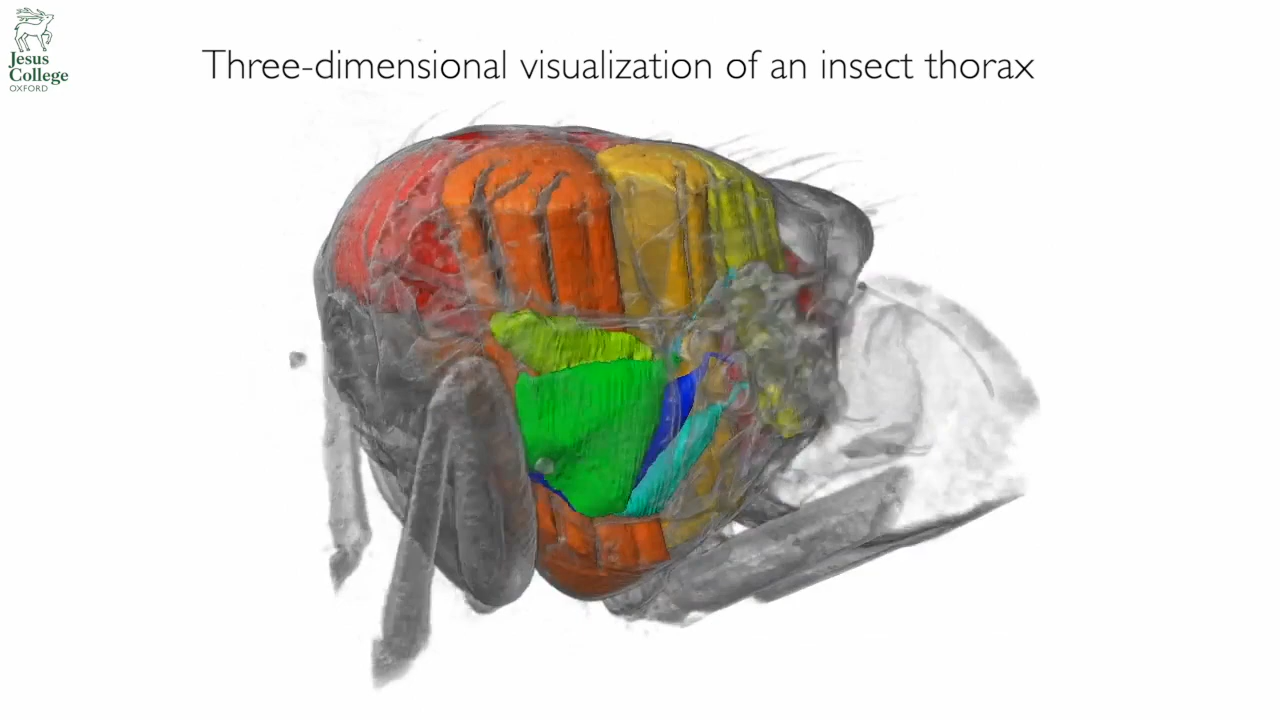 Jesus
College
OXFORD
Three-dimensional visualization of an insect thorax